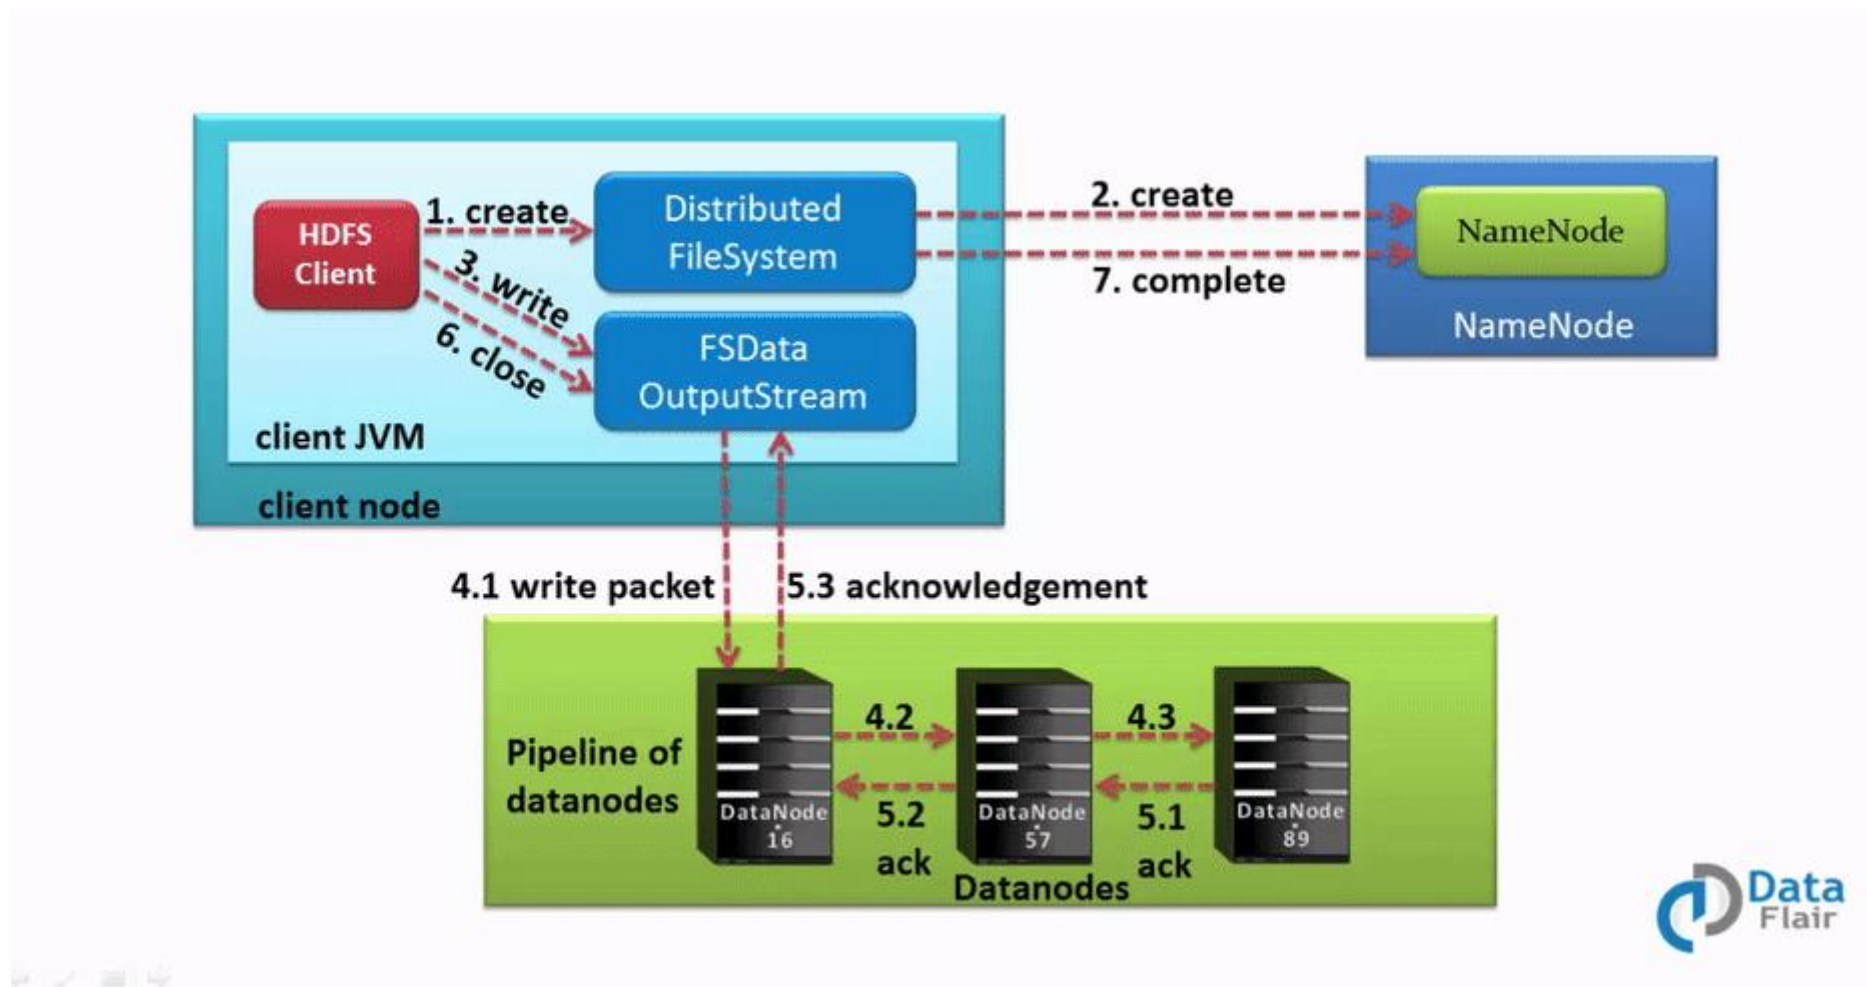 HDFS
Client
1. create
Distributed
FileSystem
2. create
NameNode
7. complete
NameNode
3. write
6. close
FSData
OutputStream
client JVM
client node
4.1 write packet
5.3 acknowledgement
Pipeline of
datanodes
4.2
4.3
5.2
ack
5.1
ack
DataNode
16
DataNode
57
DataNode
89
Datanodes
Data
Flair